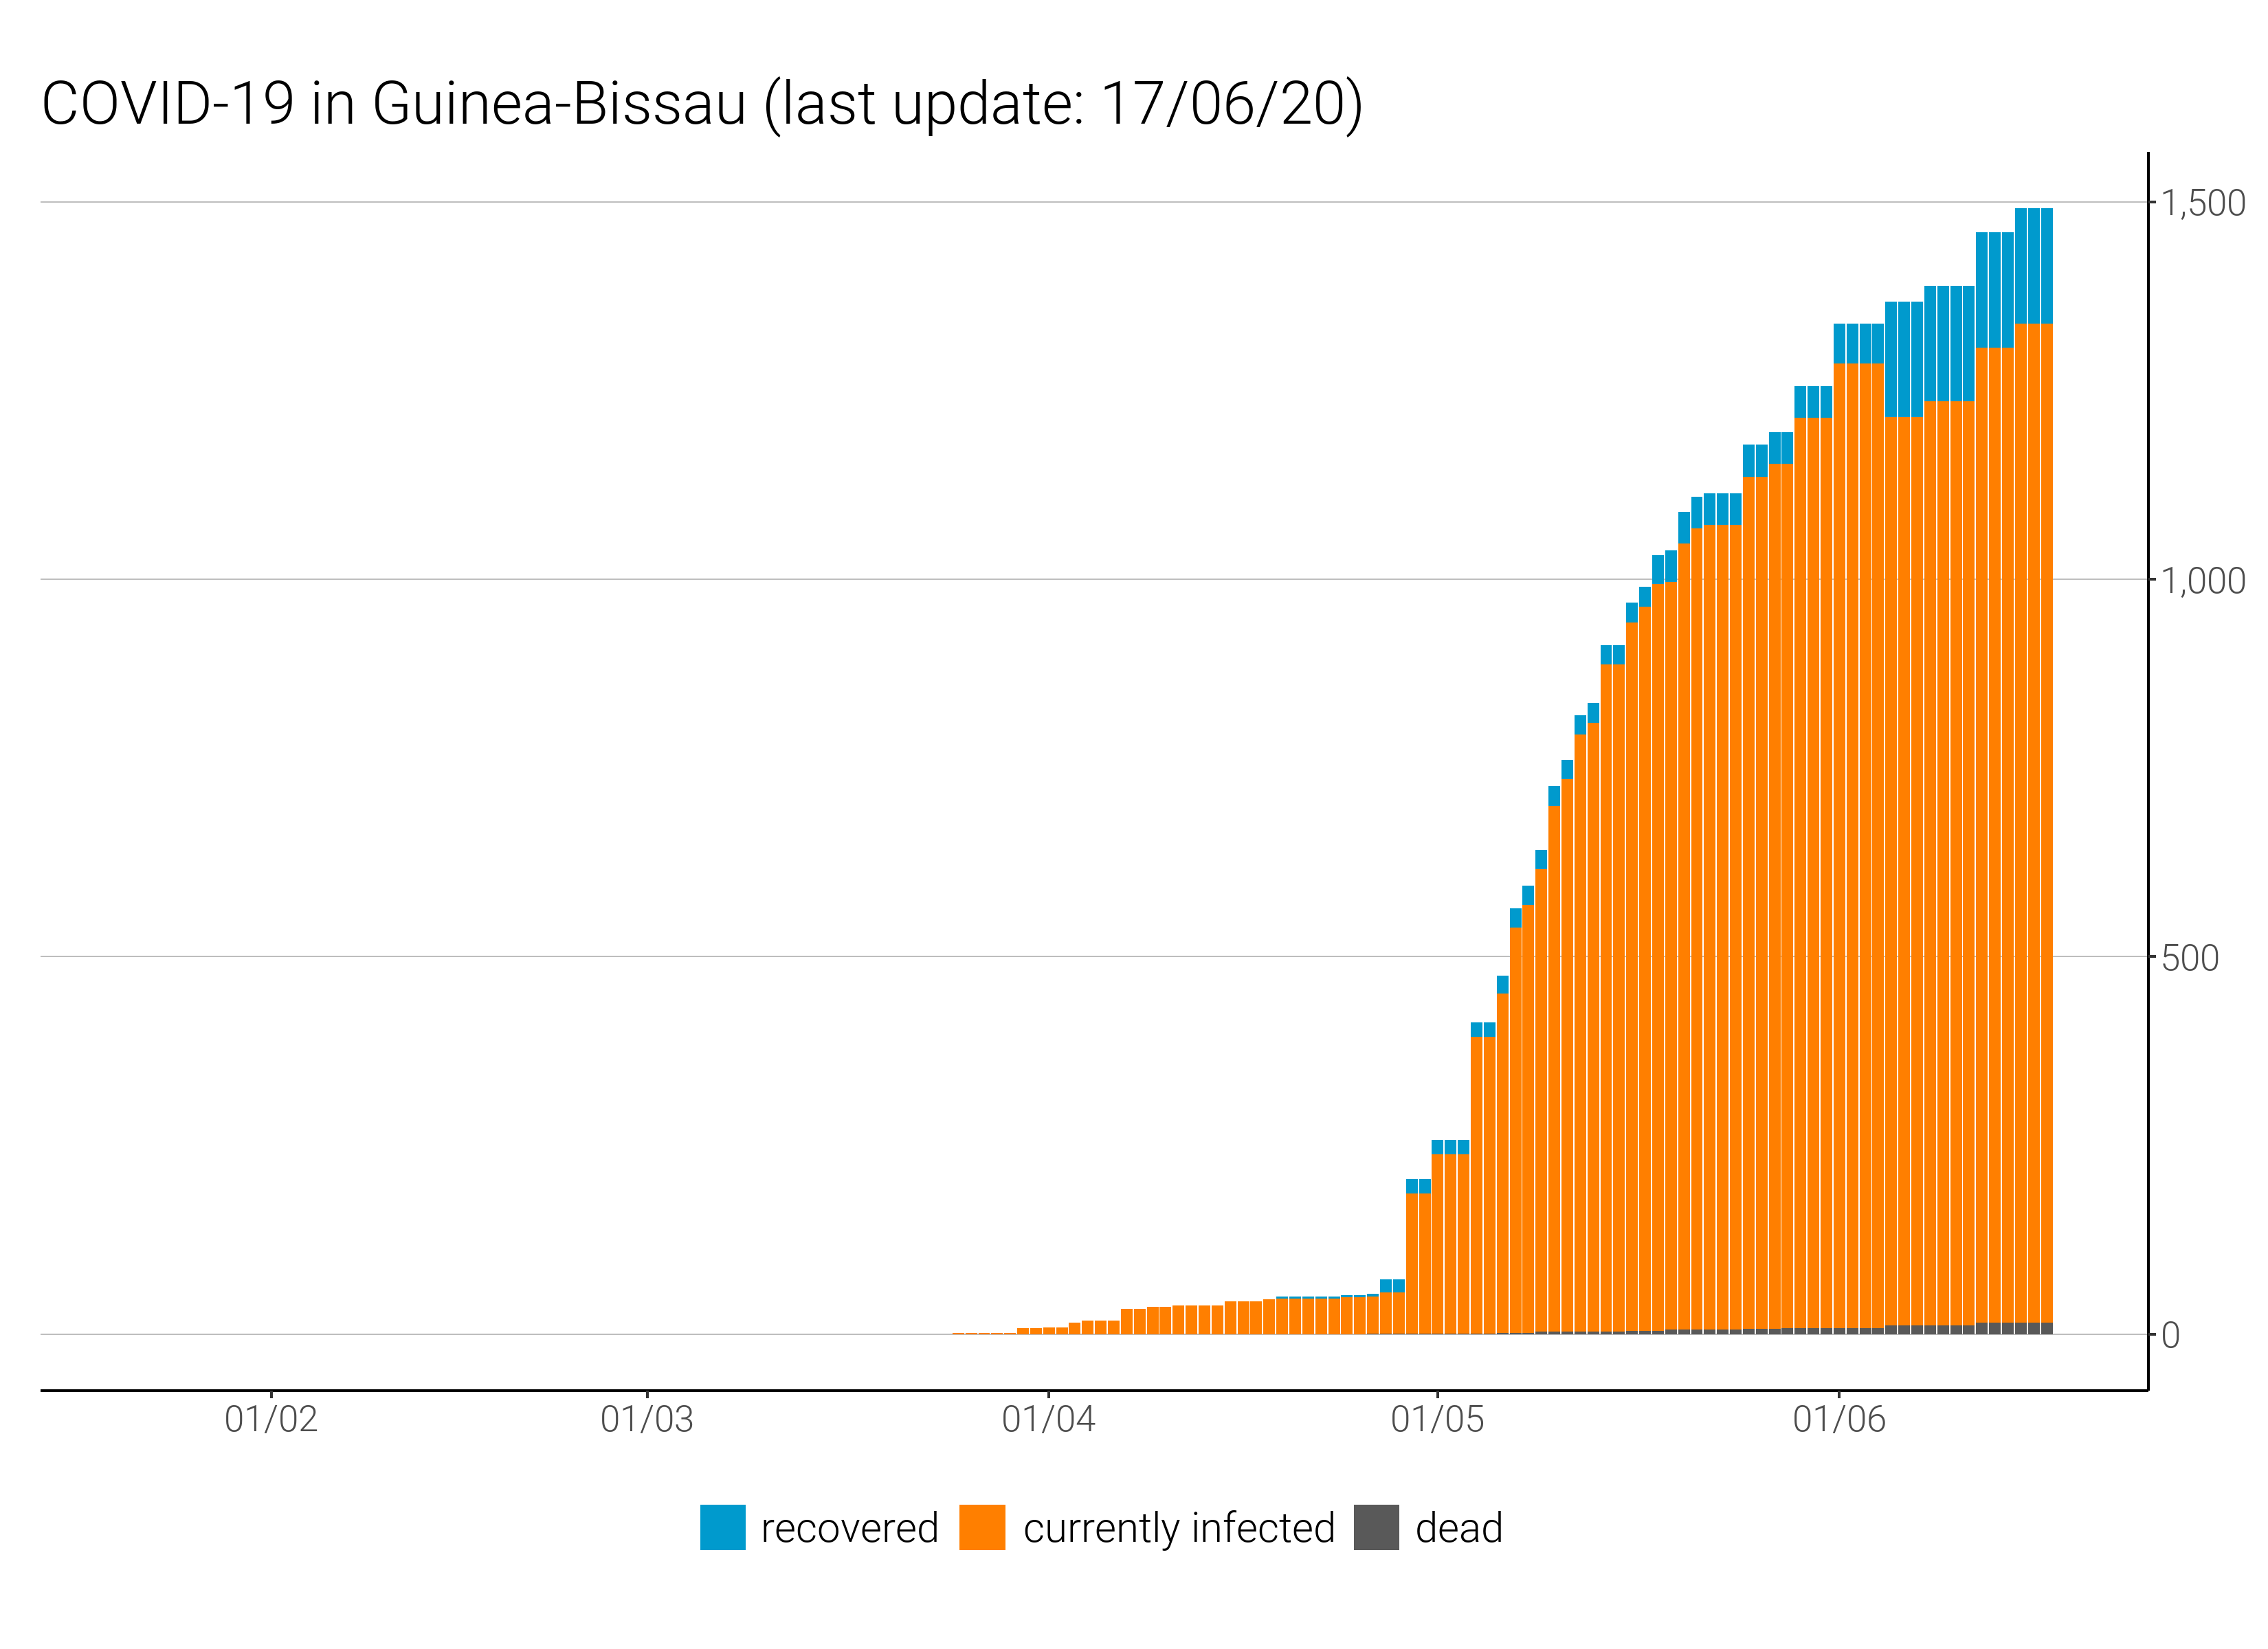 COVID-19 in Guinea-Bissau (last update: 17/06/20)
1,500
1,000
500
0
01/02 01/03 01/04 01/05 01/06
recovered currently infected dead